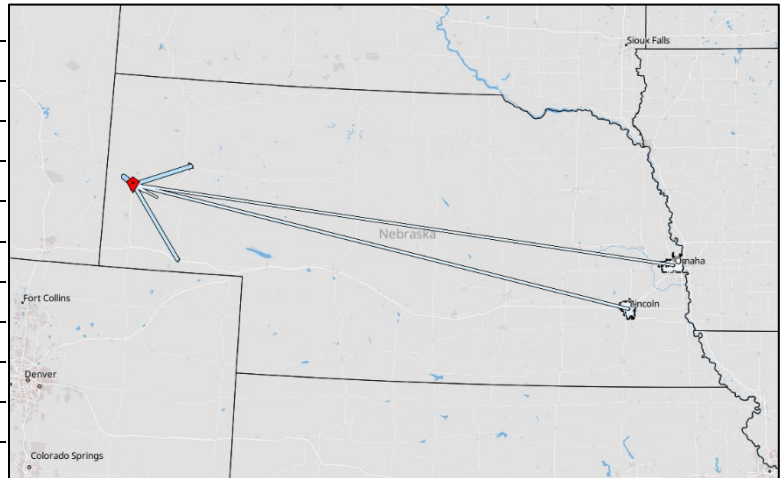 Sioux Falls
Nebraska
Omaha
Lincoln
Fort Collins
Denver
Colorado Springs